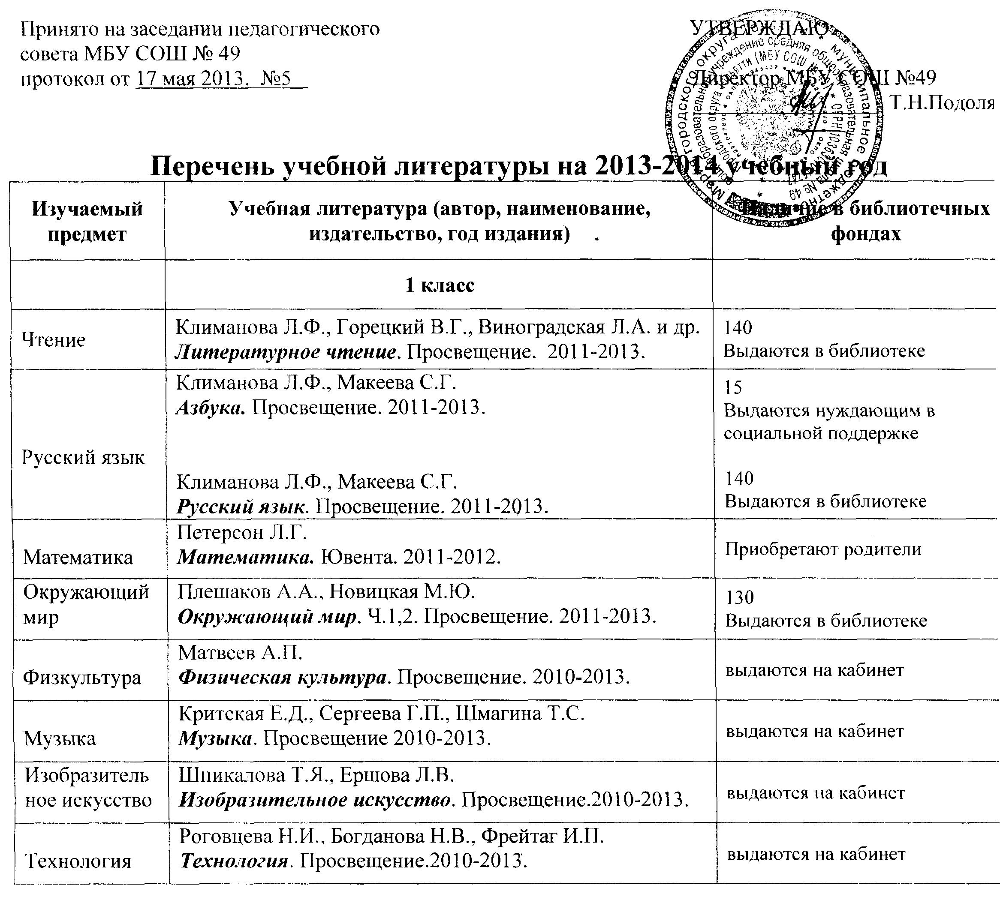 Принято на заседании педагогического
совета МБУ СОШ № 49
протокол от 17 мая 2013. №5
УТВЕРЖДАЮ
Директор МБУ СОШ №49
Т.Н.Подоля
Перечень учебной литературы на 2013-2014 учебный год
Изучаемый
предмет
Учебная литература (автор, наименование,
издательство, год издания)
Наличие в библиотечных
фондах
1 класс
Чтение
Климанова Л.Ф., Горецкий В.Г., Виноградская Л.А. и др.
Литературное чтение. Просвещение. 2011-2013.
140
Выдаются в библиотеке
Русский язык
Климанова Л.Ф., Макеева С.Г.
Азбука. Просвещение. 2011-2013.
15
Выдаются нуждающим в
социальной поддержке
Климанова Л.Ф., Макеева С.Г.
Русский язык. Просвещение. 2011-2013.
140
Выдаются в библиотеке
Математика
Петерсон Л.Г.
Математика. Ювента. 2011-2012.
Приобретают родители
Окружающий
мир
Плешаков А.А., Новицкая М.Ю.
Окружающий мир. Ч.1,2. Просвещение. 2011-2013.
130
Выдаются в библиотеке
Физкультура
Матвеев А.П.
Физическая культура. Просвещение. 2010-2013.
выдаются на кабинет
Музыка
Критская Е.Д., Сергеева Г.П., Шмагина Т.С.
Музыка. Просвещение 2010-2013.
выдаются на кабинет
Изобразитель
ное искусство
Шпикалова Т.Я., Ершова Л.В.
Изобразительное искусство. Просвещение.2010-2013.
выдаются на кабинет
Технология
Роговцева Н.И., Богданова Н.В., Фрейтаг И.П.
Технология. Просвещение.2010-2013.
выдаются на кабинет